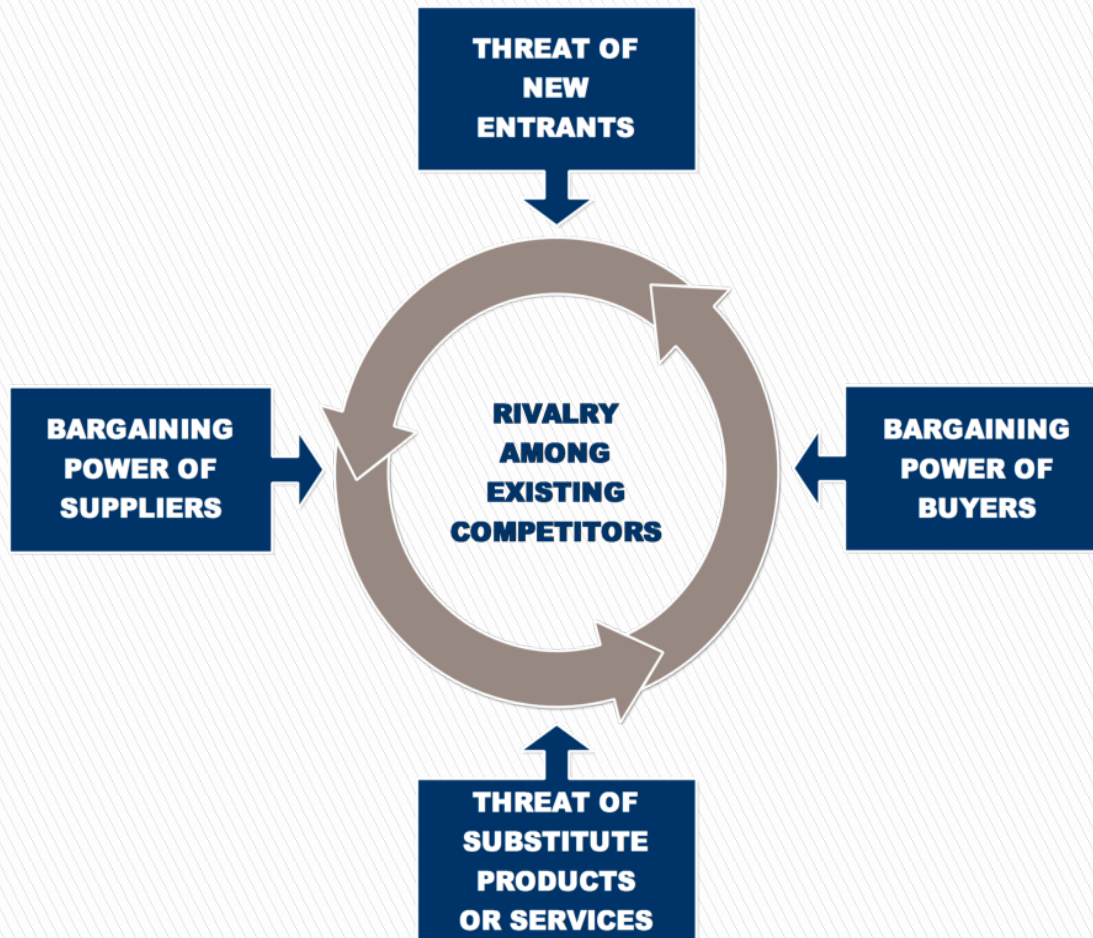 THREAT OF
NEW
ENTRANTS
BARGAINING
POWER OF
SUPPLIERS
RIVALRY
AMONG
EXISTING
COMPETITORS
BARGAINING
POWER OF
BUYERS
THREAT OF
SUBSTITUTE
PRODUCTS
OR SERVICES